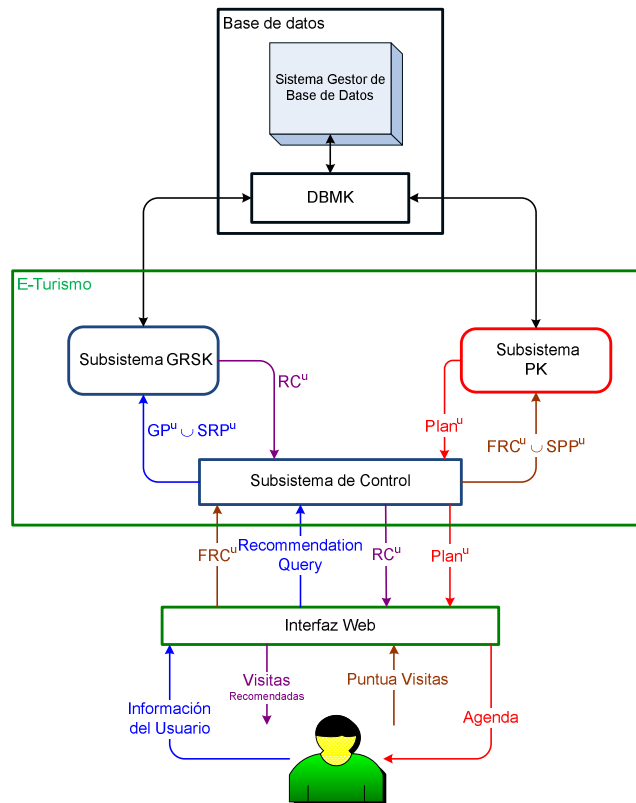 Base de datos
Sistema Gestor de
Base de Datos
DBMK
E-Turismo
Subsistema GRSK
Subsistema
PK
RCᵘ
Planᵘ
GPᵘ ∪ SRPᵘ
FRCᵘ ∪ SPPᵘ
Subsistema de Control
FRCᵘ
Recommendation
Query
RCᵘ
Planᵘ
Interfaz Web
Visitas
Recomendadas
Puntua Visitas
Información
del Usuario
Agenda